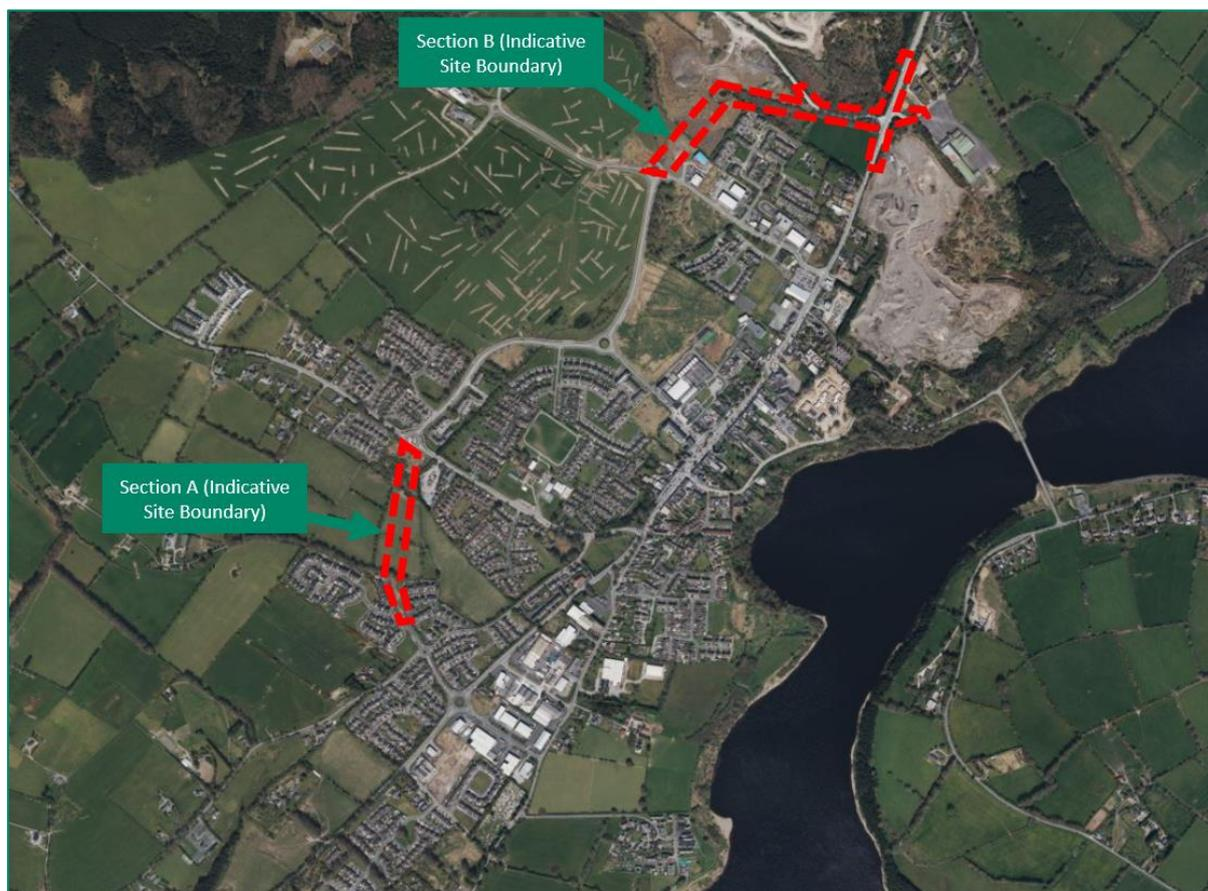 Section B (Indicative
Site Boundary)
Section A (Indicative
Site Boundary)